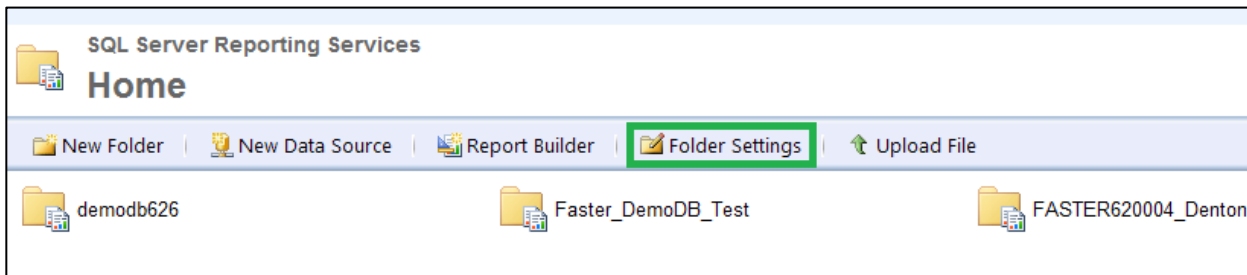 SQL Server Reporting Services
Home
New Folder | New Data Source | Report Builder | Folder Settings | Upload File
demodb626 Faster_DemoDB_Test FASTER620004_Denton